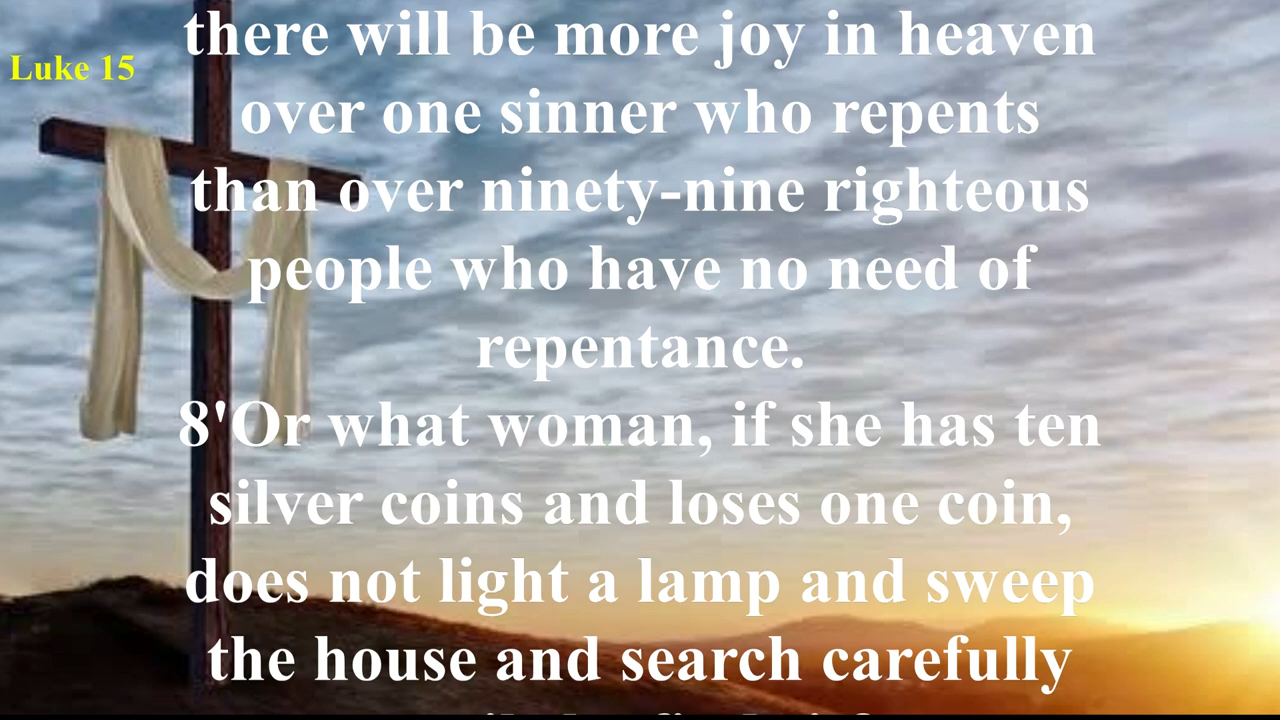 there will be more joy in heaven
Luke 15
over one sinner who repents
than over ninety-nine righteous
people who have no need of
repentance.
8'Or what woman, if she has ten
silver coins and loses one coin,
does not light a lamp and sweep
the house and search carefully